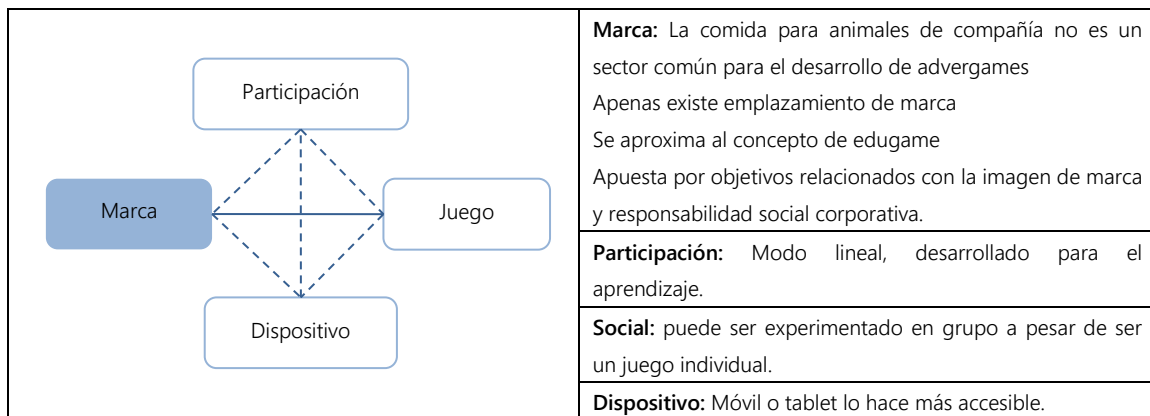 Participación
Marca
Juego
Dispositivo
Marca: La comida para animales de compañía no es un
sector común para el desarrollo de advergames
Apenas existe emplazamiento de marca
Se aproxima al concepto de edugame
Apuesta por objetivos relacionados con la imagen de marca
y responsabilidad social corporativa.
Participación: Modo lineal, desarrollado para el
aprendizaje.
Social: puede ser experimentado en grupo a pesar de ser
un juego individual.
Dispositivo: Móvil o tablet lo hace más accesible.